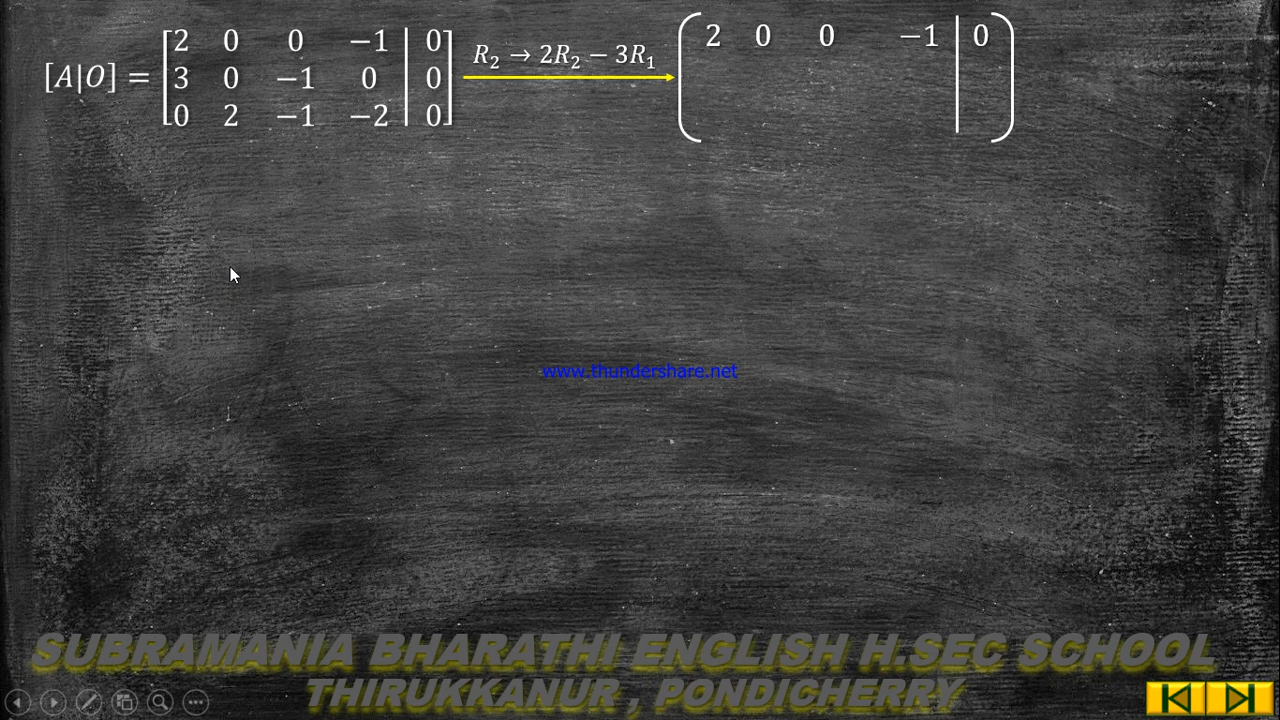 [A|O] = [2 0 0 −1 | 0] R₂ → 2R₂ − 3R₁ (2 0 0 −1 | 0)
[3 0 −1 0 | 0]
[0 2 −1 −2 | 0]
www.thundershare.net
SUBRAMANIA BHARATHI ENGLISH H.SEC SCHOOL
THIRUKKANUR , PONDICHERRY